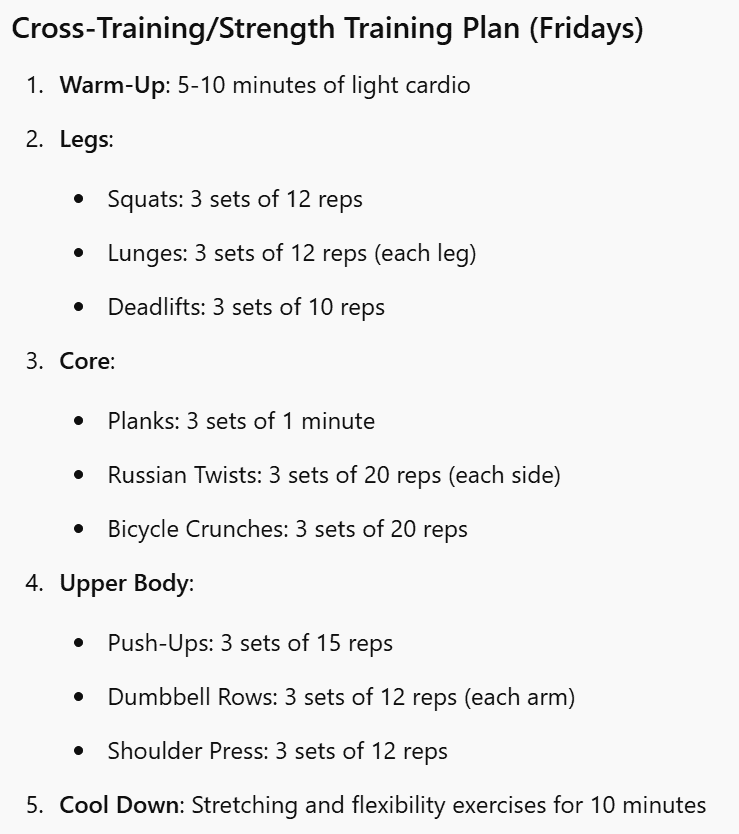 Cross-Training/Strength Training Plan (Fridays)
1. Warm-Up: 5-10 minutes of light cardio
2. Legs:
• Squats: 3 sets of 12 reps
• Lunges: 3 sets of 12 reps (each leg)
• Deadlifts: 3 sets of 10 reps
3. Core:
• Planks: 3 sets of 1 minute
• Russian Twists: 3 sets of 20 reps (each side)
• Bicycle Crunches: 3 sets of 20 reps
4. Upper Body:
• Push-Ups: 3 sets of 15 reps
• Dumbbell Rows: 3 sets of 12 reps (each arm)
• Shoulder Press: 3 sets of 12 reps
5. Cool Down: Stretching and flexibility exercises for 10 minutes